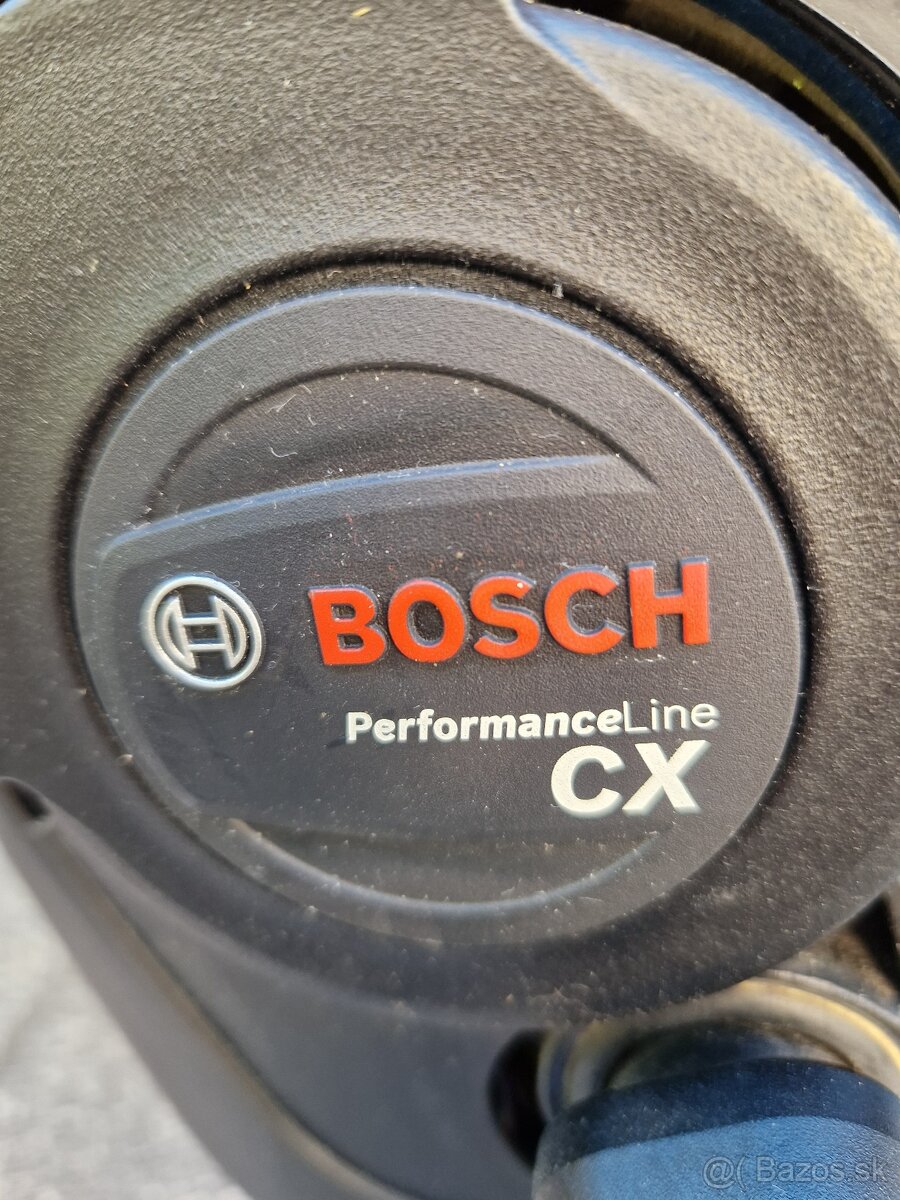 BOSCH
PerformanceLine
CX
@( Bazos.sk